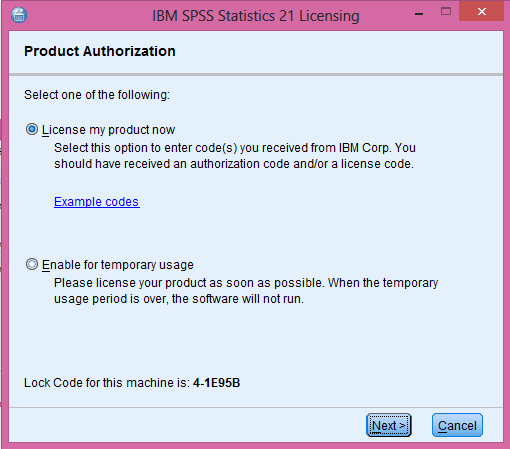 IBM SPSS Statistics 21 Licensing
Product Authorization
Select one of the following:
License my product now
Select this option to enter code(s) you received from IBM Corp. You
should have received an authorization code and/or a license code.
Example codes
Enable for temporary usage
Please license your product as soon as possible. When the temporary
usage period is over, the software will not run.
Lock Code for this machine is: 4-1E95B
Next >
Cancel